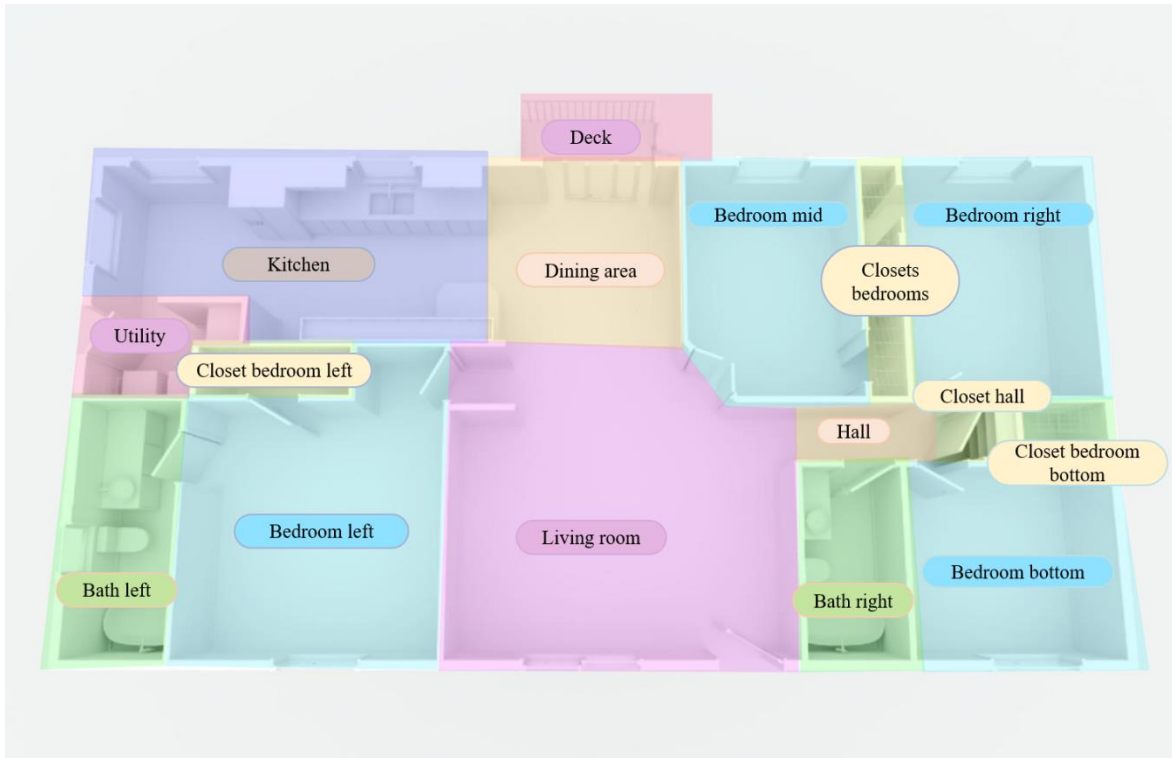 Deck
Bedroom mid
Bedroom right
Kitchen
Dining area
Closets
bedrooms
Utility
Closet bedroom left
Closet hall
Hall
Closet bedroom
bottom
Bedroom left
Living room
Bedroom bottom
Bath left
Bath right